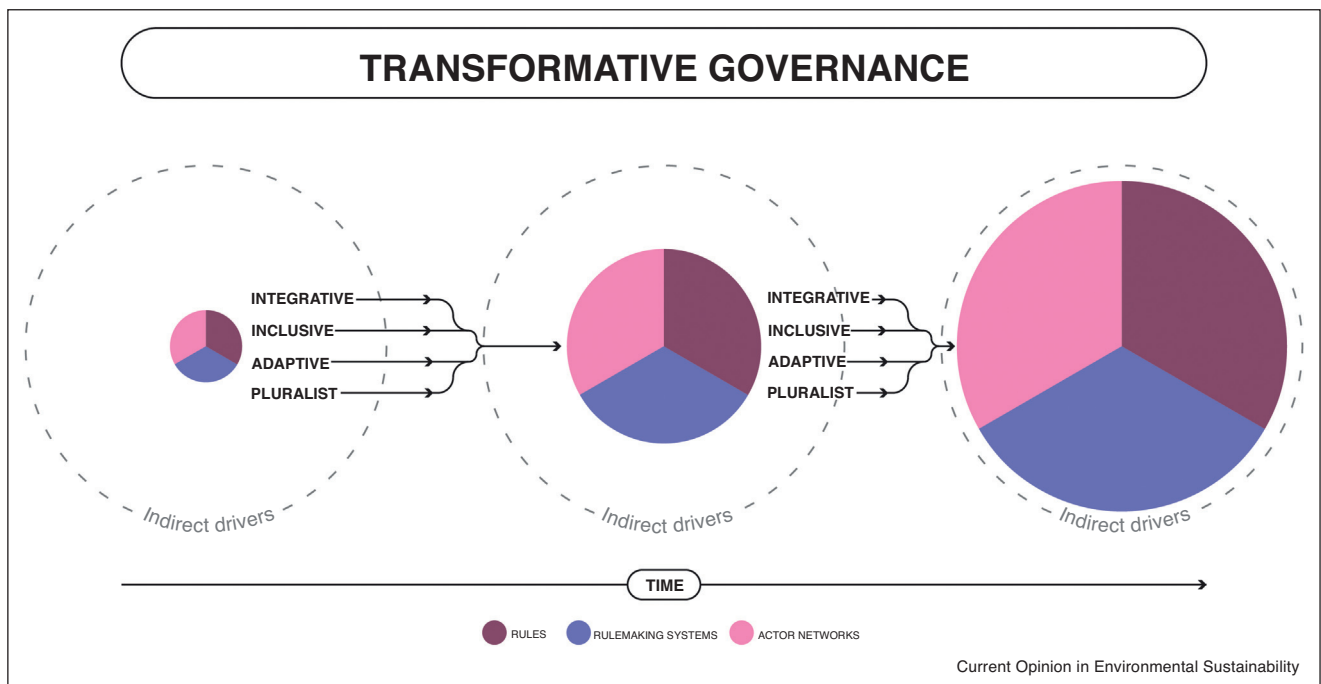 TRANSFORMATIVE GOVERNANCE
INTEGRATIVE
INCLUSIVE
ADAPTIVE
PLURALIST
INTEGRATIVE
INCLUSIVE
ADAPTIVE
PLURALIST
Indirect drivers
Indirect drivers
Indirect drivers
TIME
RULES
RULEMAKING SYSTEMS
ACTOR NETWORKS
Current Opinion in Environmental Sustainability